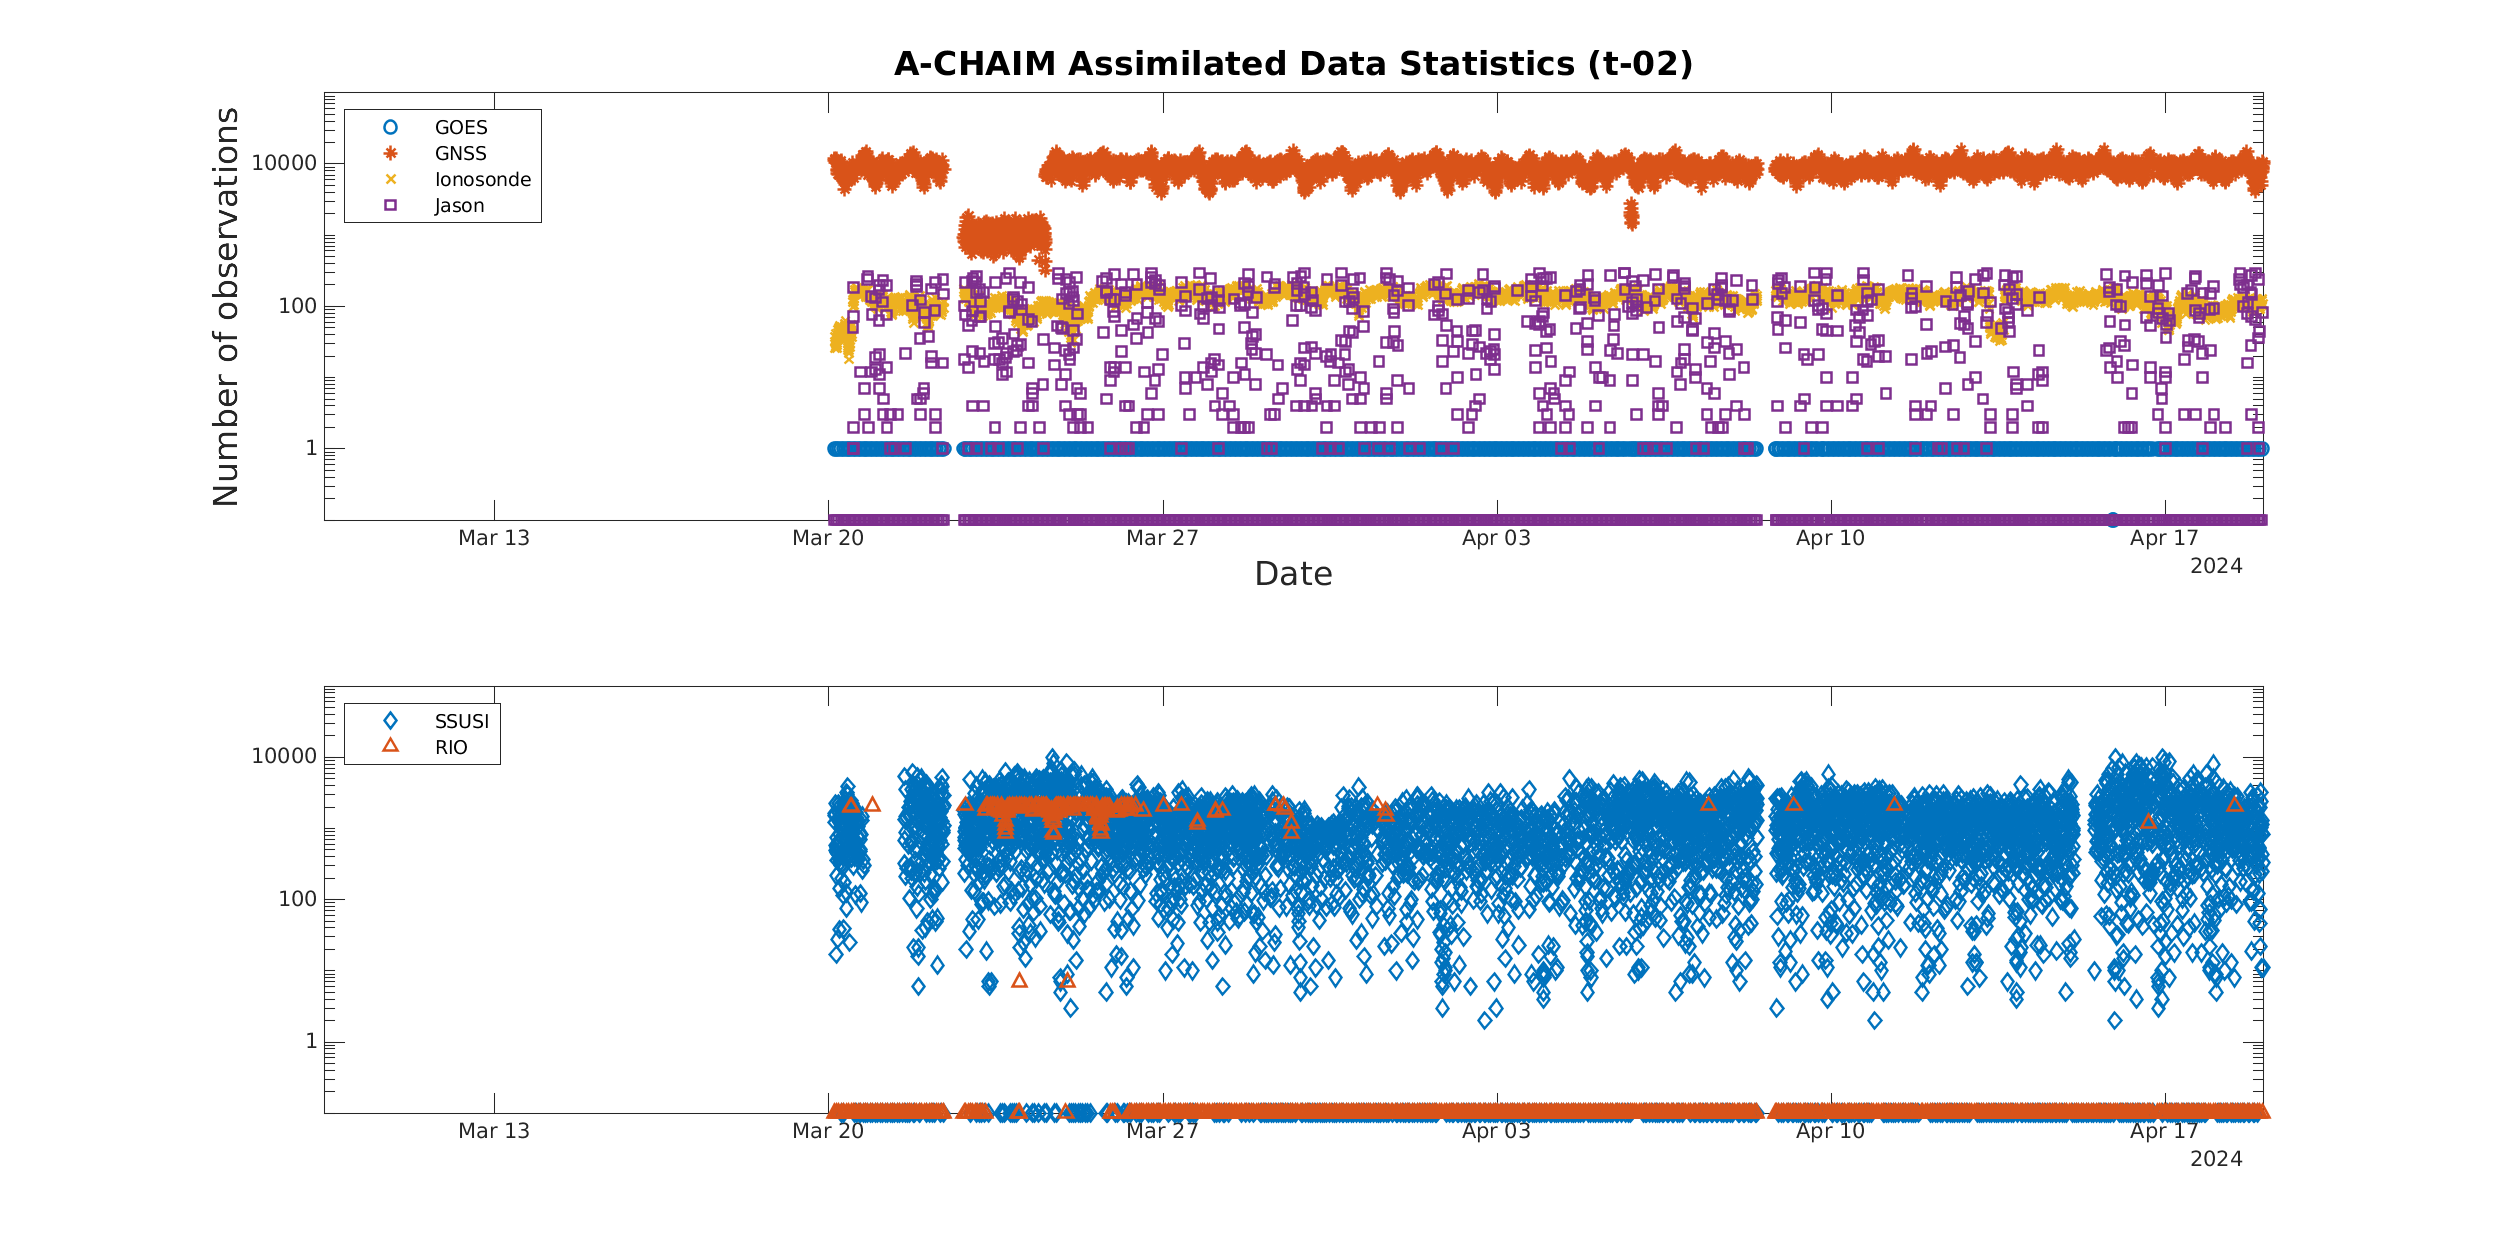 A-CHAIM Assimilated Data Statistics (t-02)
Number of observations
GOES
GNSS
Ionosonde
Jason
10000
100
1
Mar 13
Mar 20
Mar 27
Apr 03
Apr 10
Apr 17
2024
Date
SSUSI
RIO
10000
100
1
Mar 13
Mar 20
Mar 27
Apr 03
Apr 10
Apr 17
2024